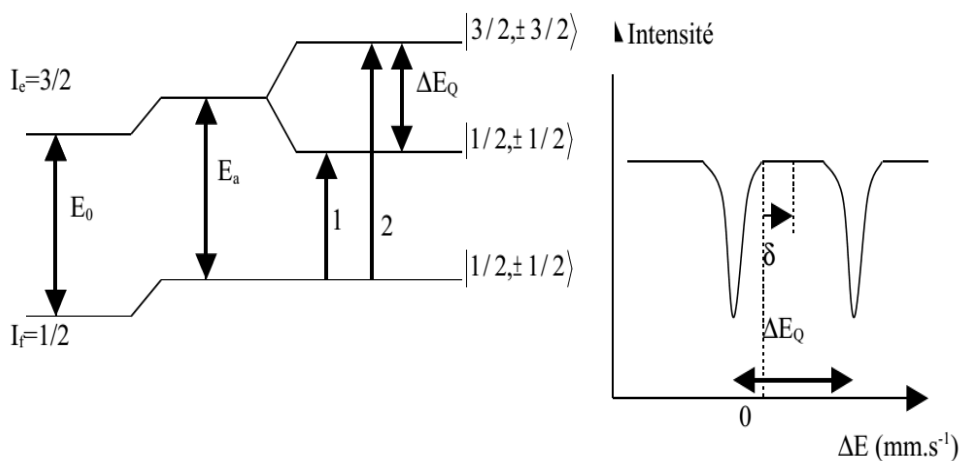 |3/2,±3/2⟩
I_e=3/2
ΔE_Q
|1/2,±1/2⟩
E_0
E_a
1
2
|1/2,±1/2⟩
I_f=1/2
Intensité
δ
ΔE_Q
0
ΔE (mm.s⁻¹)